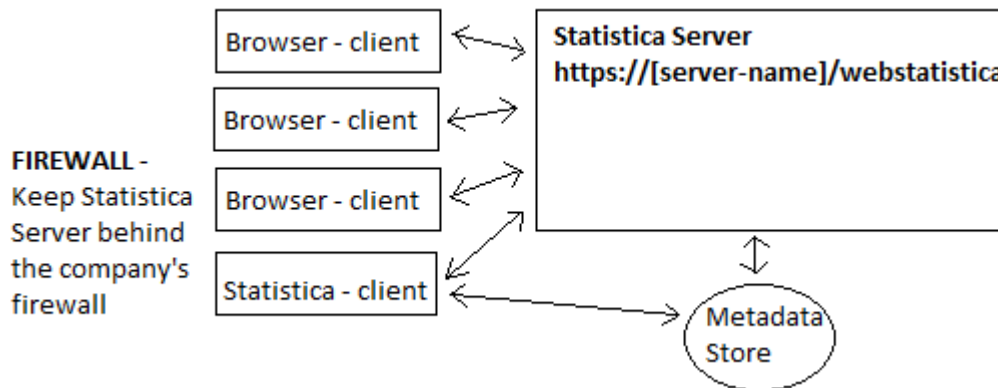 FIREWALL -
Keep Statistica
Server behind
the company's
firewall
Browser - client
Browser - client
Browser - client
Statistica - client
Statistica Server
https://[server-name]/webstatistica
Metadata
Store